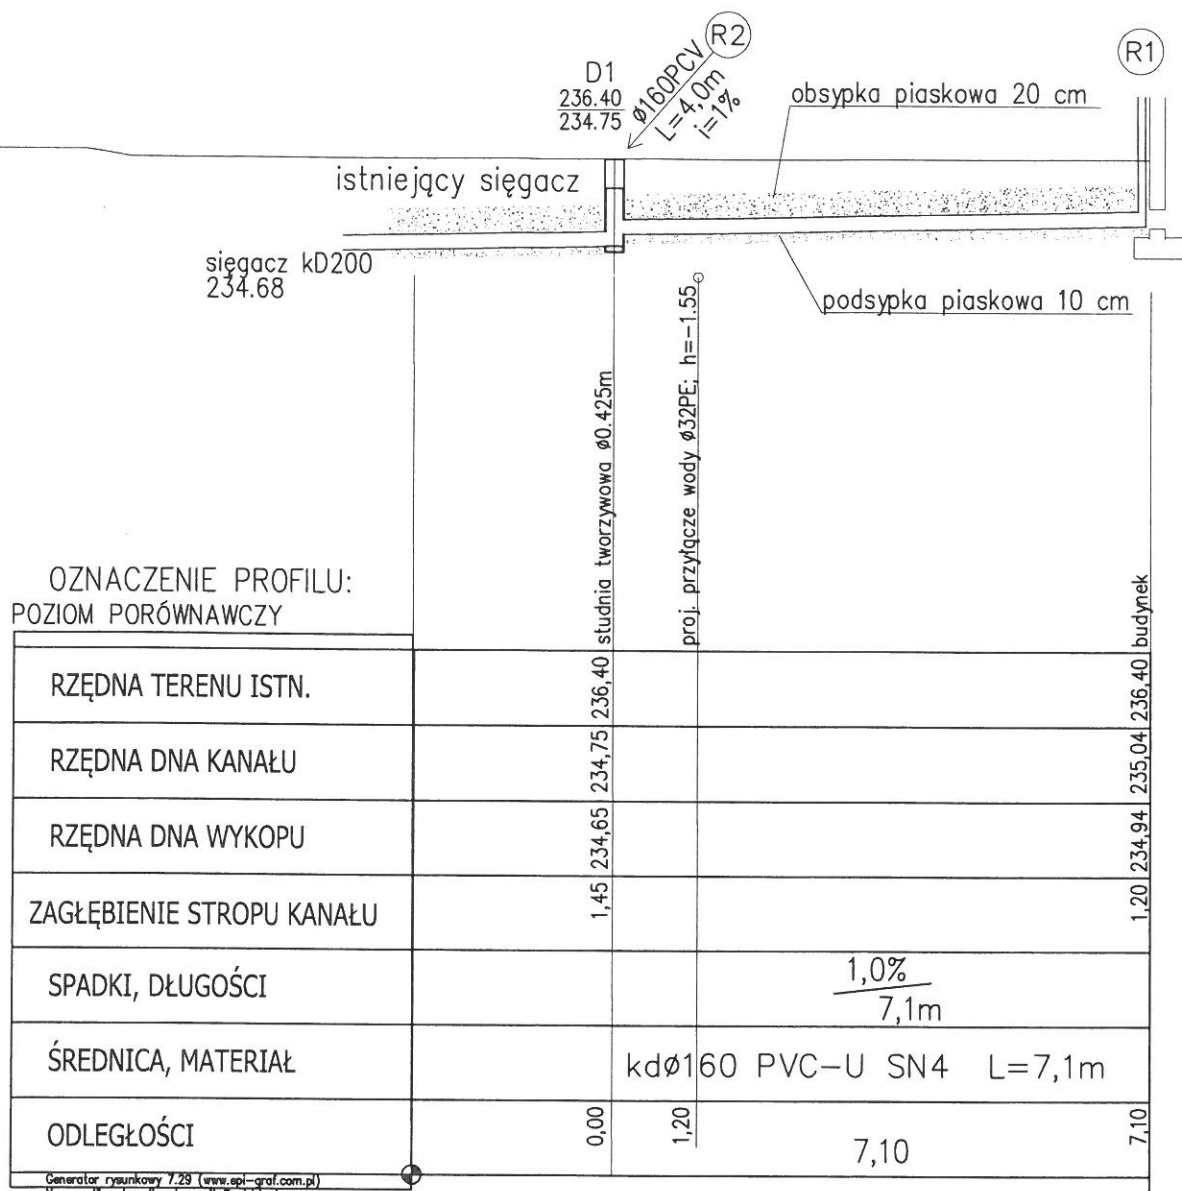 R2
R1
D1
236.40
234.75
ø160PCV
L=4,0m
i=1%
obsypka piaskowa 20 cm
istniejący sięgacz
sięgacz kD200
234.68
podsypka piaskowa 10 cm
studnia tworzywowa ø0.425m
proj. przyłącze wody ø32PE; h=-1.55
budynek
OZNACZENIE PROFILU:
POZIOM PORÓWNAWCZY
RZĘDNA TERENU ISTN.
236,40
236,40
RZĘDNA DNA KANAŁU
234,75
235,04
RZĘDNA DNA WYKOPU
234,65
234,94
ZAGŁĘBIENIE STROPU KANAŁU
1,45
1,20
SPADKI, DŁUGOŚCI
1,0%
7,1m
ŚREDNICA, MATERIAŁ
kdø160 PVC-U SN4 L=7,1m
ODLEGŁOŚCI
0,00
1,20
7,10
7,10
Generator rysunkowy 7.29 (www.epi-graf.com.pl)